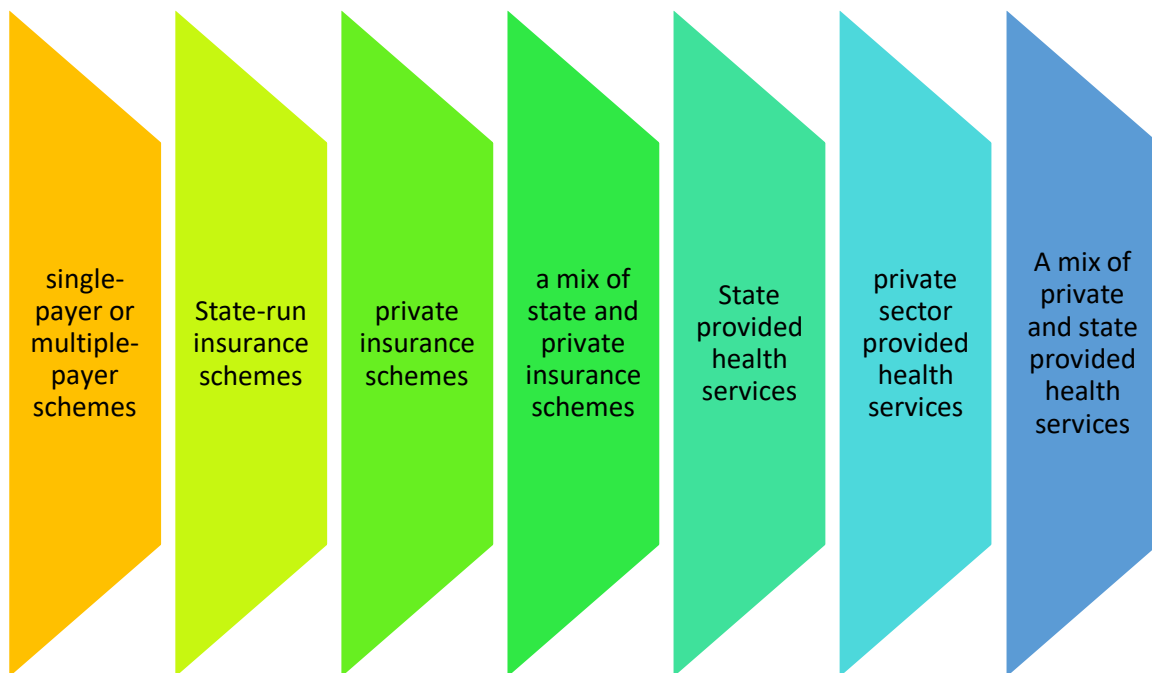 single-
payer or
multiple-
payer
schemes
State-run
insurance
schemes
private
insurance
schemes
a mix of
state and
private
insurance
schemes
State
provided
health
services
private
sector
provided
health
services
A mix of
private
and state
provided
health
services